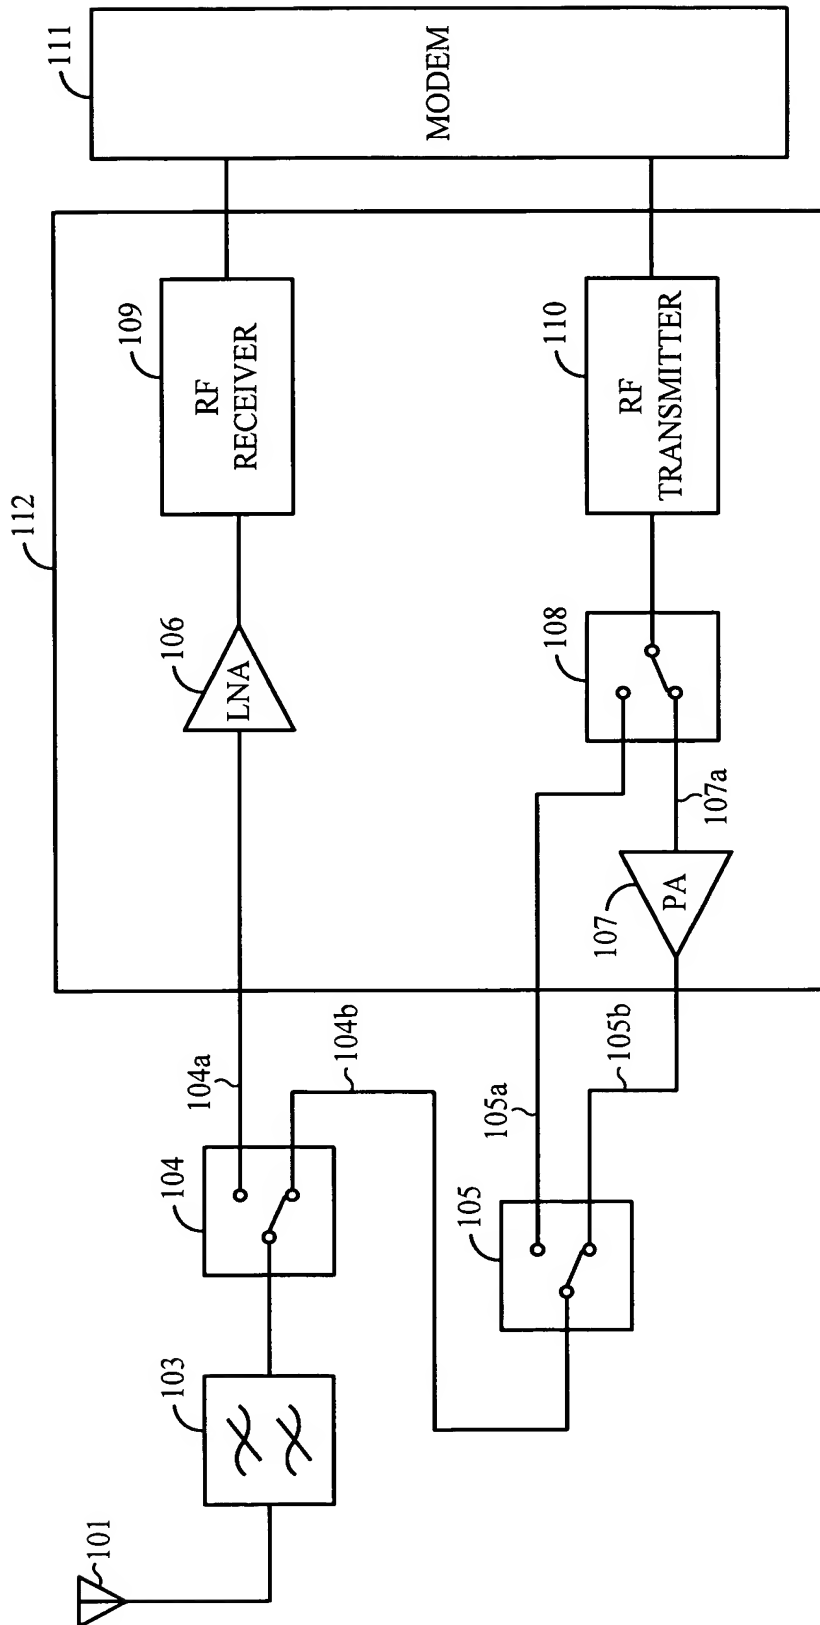 101
103
104
104a
104b
105
105a
105b
106
LNA
107
PA
107a
108
109
RF
RECEIVER
110
RF
TRANSMITTER
111
MODEM
112